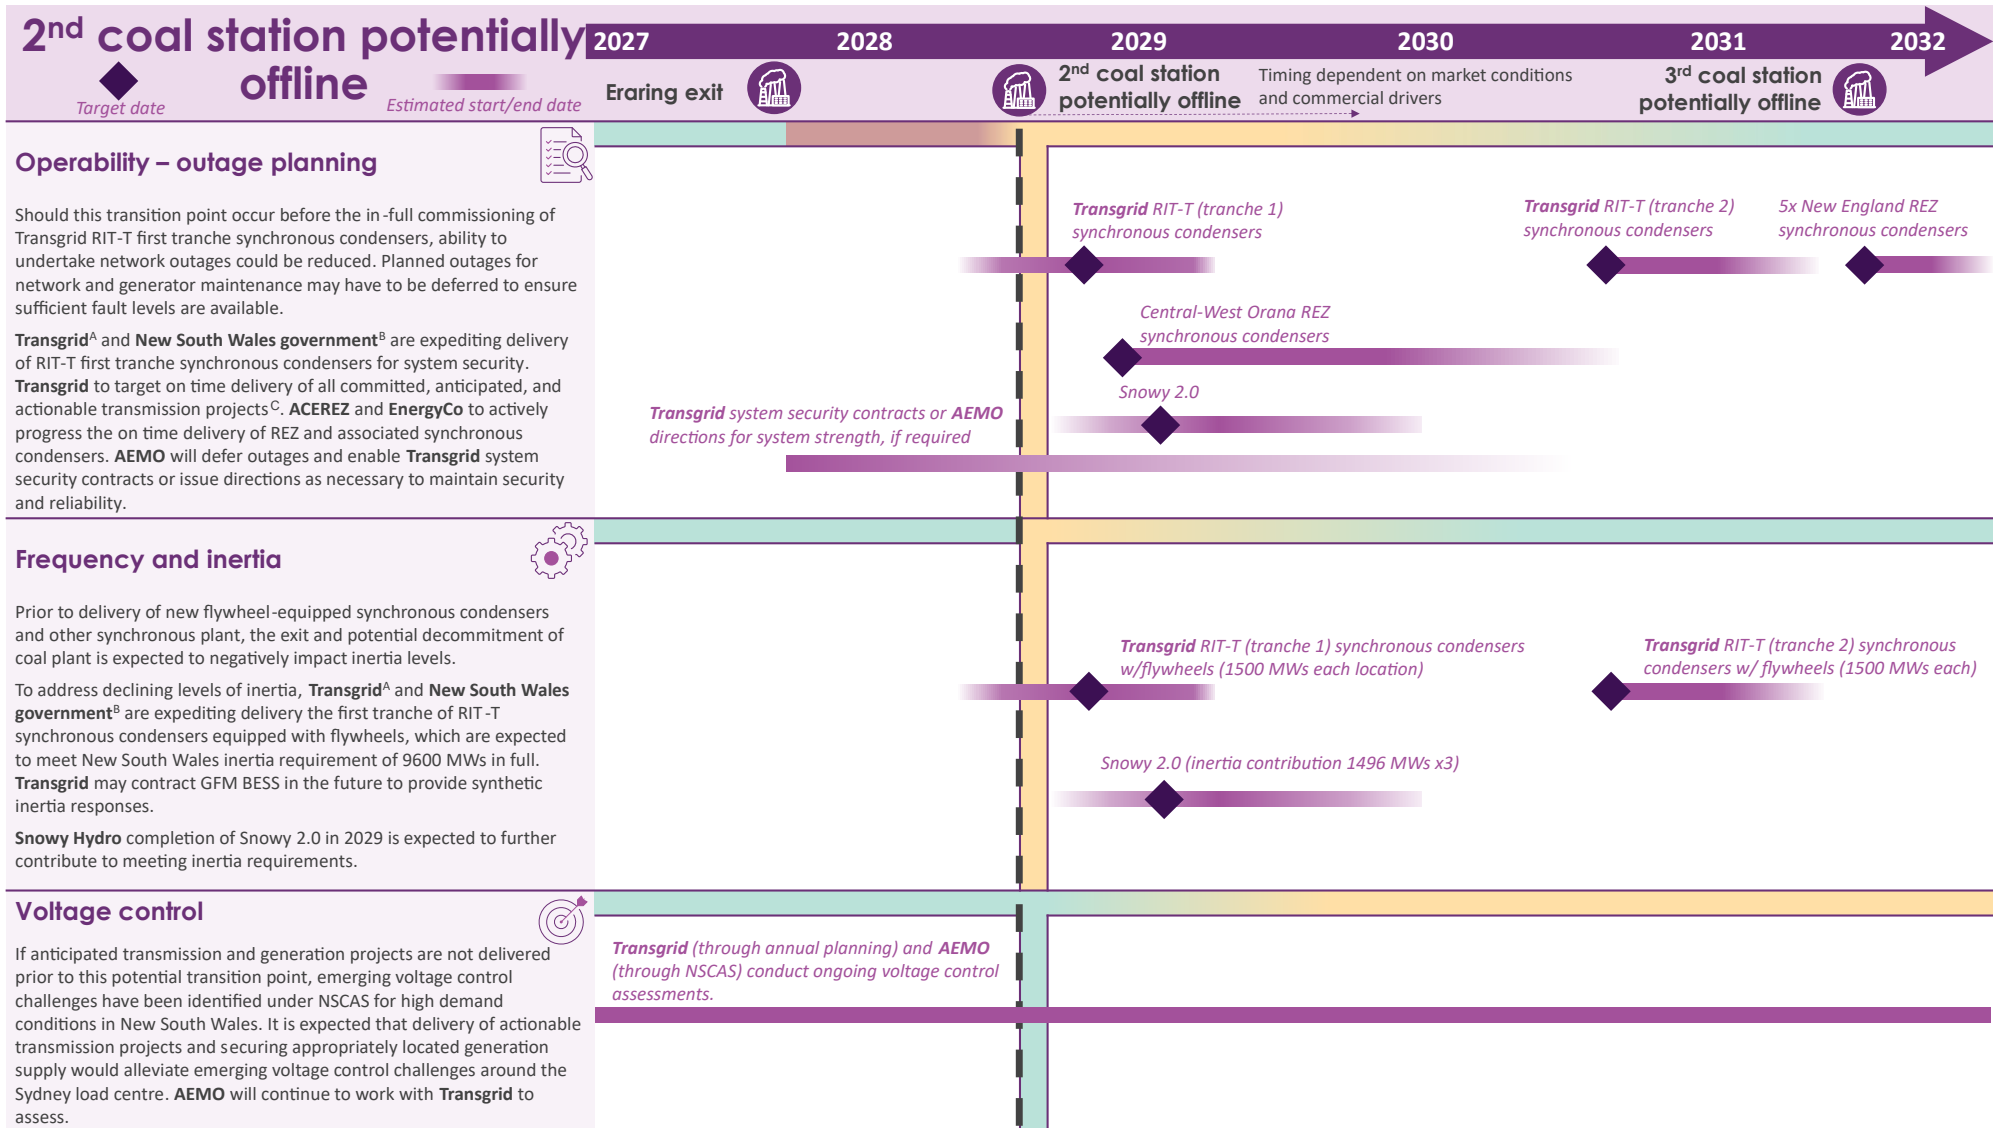 2nd coal station potentially
offline
Target date
Estimated start/end date
2027
2028
2029
2030
2031
2032
Eraring exit
2nd coal station
potentially offline
Timing dependent on market conditions
and commercial drivers
3rd coal station
potentially offline
Operability – outage planning
Should this transition point occur before the in-full commissioning of
Transgrid RIT-T first tranche synchronous condensers, ability to
undertake network outages could be reduced. Planned outages for
network and generator maintenance may have to be deferred to ensure
sufficient fault levels are available.
TransgridA and New South Wales governmentB are expediting delivery
of RIT-T first tranche synchronous condensers for system security.
Transgrid to target on time delivery of all committed, anticipated, and
actionable transmission projectsC. ACEREZ and EnergyCo to actively
progress the on time delivery of REZ and associated synchronous
condensers. AEMO will defer outages and enable Transgrid system
security contracts or issue directions as necessary to maintain security
and reliability.
Transgrid RIT-T (tranche 1)
synchronous condensers
Transgrid RIT-T (tranche 2)
synchronous condensers
5x New England REZ
synchronous condensers
Central-West Orana REZ
synchronous condensers
Snowy 2.0
Transgrid system security contracts or AEMO
directions for system strength, if required
Frequency and inertia
Prior to delivery of new flywheel-equipped synchronous condensers
and other synchronous plant, the exit and potential decommitment of
coal plant is expected to negatively impact inertia levels.
To address declining levels of inertia, TransgridA and New South Wales
governmentB are expediting delivery the first tranche of RIT-T
synchronous condensers equipped with flywheels, which are expected
to meet New South Wales inertia requirement of 9600 MWs in full.
Transgrid may contract GFM BESS in the future to provide synthetic
inertia responses.
Snowy Hydro completion of Snowy 2.0 in 2029 is expected to further
contribute to meeting inertia requirements.
Transgrid RIT-T (tranche 1) synchronous condensers
w/flywheels (1500 MWs each location)
Transgrid RIT-T (tranche 2) synchronous
condensers w/ flywheels (1500 MWs each)
Snowy 2.0 (inertia contribution 1496 MWs x3)
Voltage control
If anticipated transmission and generation projects are not delivered
prior to this potential transition point, emerging voltage control
challenges have been identified under NSCAS for high demand
conditions in New South Wales. It is expected that delivery of actionable
transmission projects and securing appropriately located generation
supply would alleviate emerging voltage control challenges around the
Sydney load centre. AEMO will continue to work with Transgrid to
assess.
Transgrid (through annual planning) and AEMO
(through NSCAS) conduct ongoing voltage control
assessments.